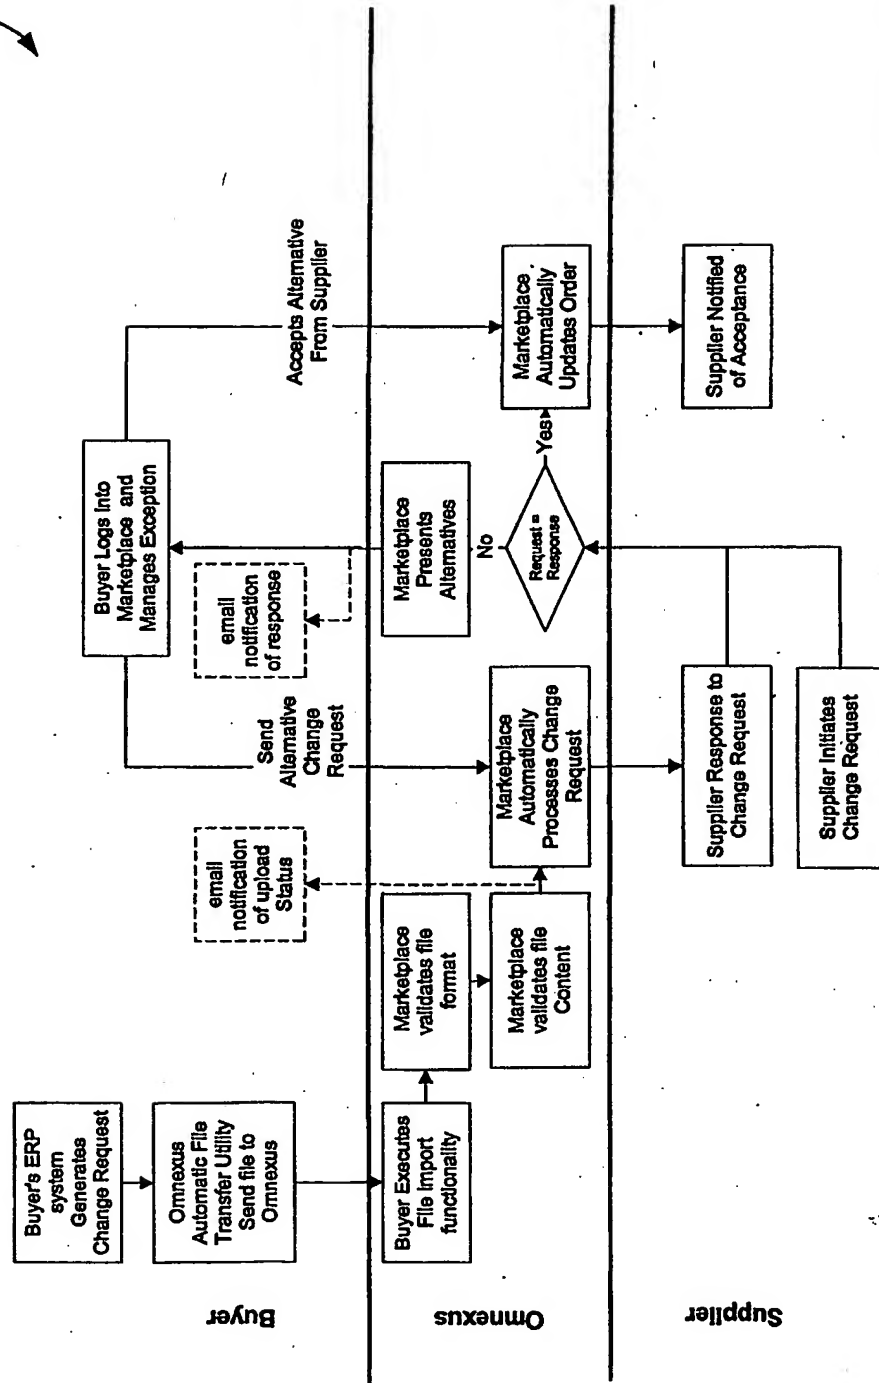 Buyer
Buyer's ERP
system
Generates
Change Request
Omnexus
Automatic File
Transfer Utility
Send file to
Omnexus
email
notification
of upload
Status
Send
Alternative
Change
Request
Buyer Logs Into
Marketplace and
Manages Exception
email
notification
of response
Accepts Alternative
From Supplier
Omnexus
Buyer Executes
File Import
functionality
Marketplace
validates file
format
Marketplace
validates file
Content
Marketplace
Automatically
Processes Change
Request
Marketplace
Presents
Alternatives
No
Request =
Response
Yes
Marketplace
Automatically
Updates Order
Supplier
Supplier Response to
Change Request
Supplier Initiates
Change Request
Supplier Notified
of Acceptance